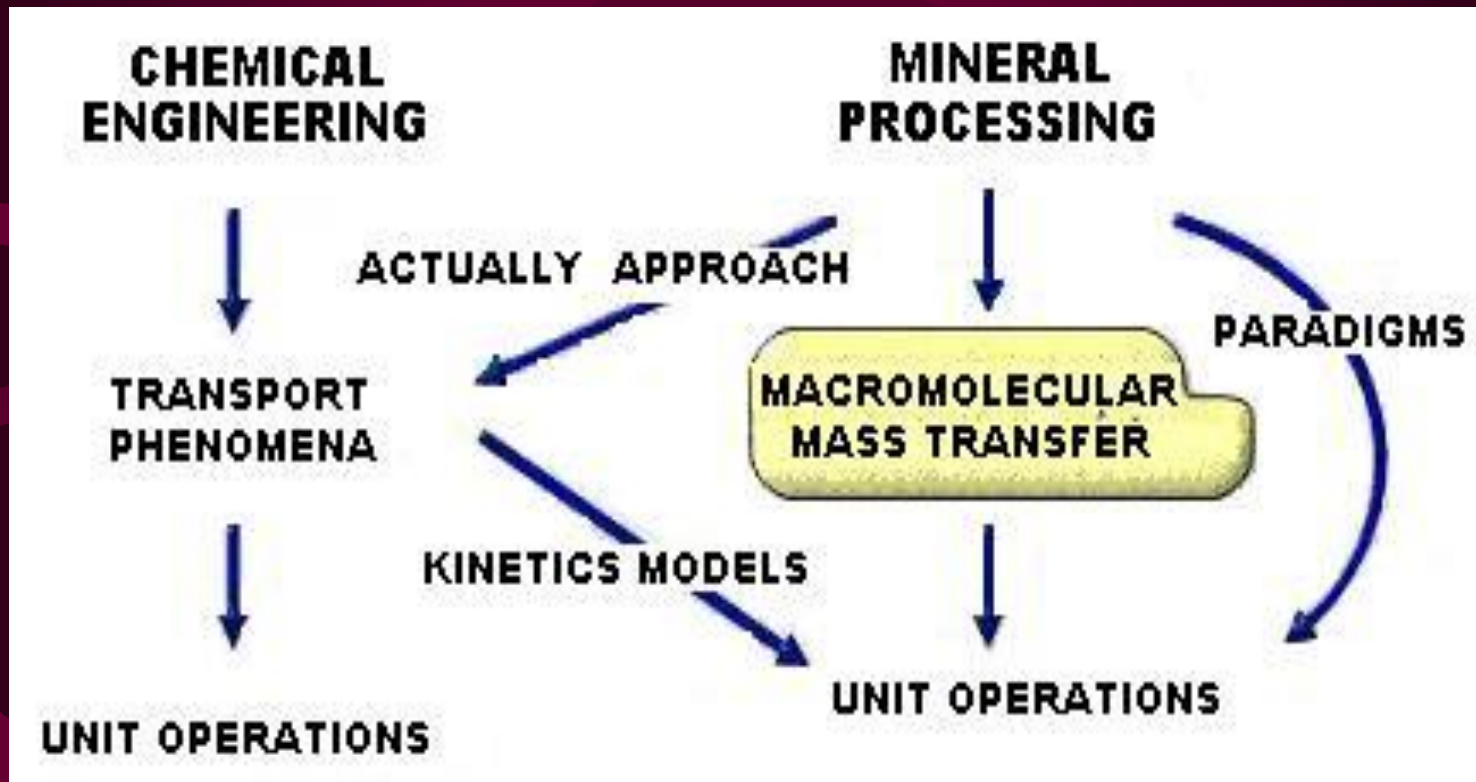 CHEMICAL
ENGINEERING
MINERAL
PROCESSING
ACTUALLY APPROACH
PARADIGMS
TRANSPORT
PHENOMENA
MACROMOLECULAR
MASS TRANSFER
KINETICS MODELS
UNIT OPERATIONS
UNIT OPERATIONS